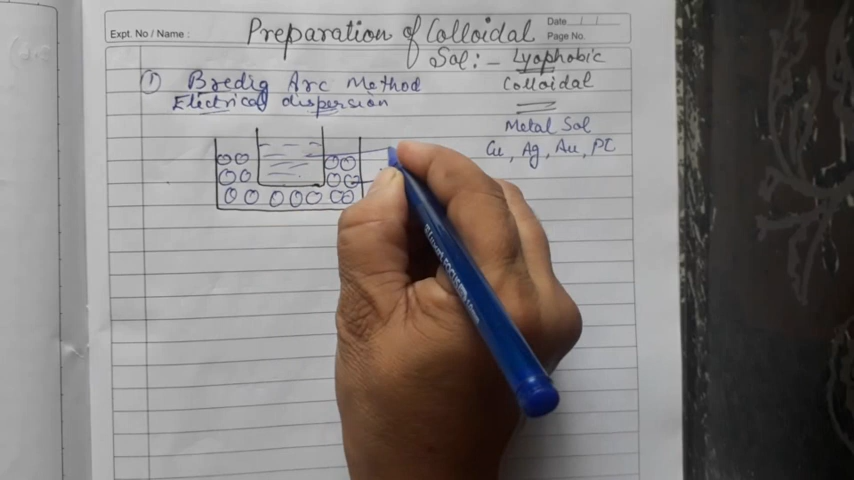 Expt. No / Name :
Preparation of Colloidal
Date / /
Page No.
Sol:- Lyophobic
① Bredig Arc Method
Colloidal
Electrical dispersion
Metal Sol
Cu, Ag, Au, Pt